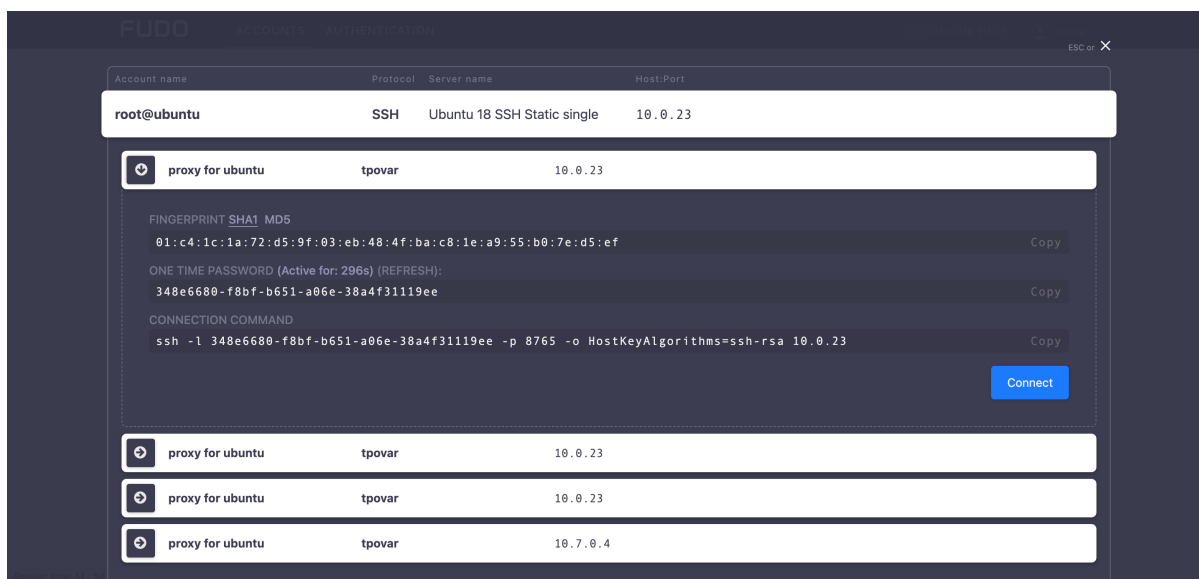 FUDO ACCOUNTS AUTHENTICATION
ESC or X
Account name Protocol Server name Host:Port
root@ubuntu SSH Ubuntu 18 SSH Static single 10.0.23
proxy for ubuntu tpovar 10.0.23
FINGERPRINT SHA1 MD5
01:c4:1c:1a:72:d5:9f:03:eb:48:4f:ba:c8:1e:a9:55:b0:7e:d5:ef Copy
ONE TIME PASSWORD (Active for: 296s) (REFRESH):
348e6680-f8bf-b651-a06e-38a4f31119ee Copy
CONNECTION COMMAND
ssh -l 348e6680-f8bf-b651-a06e-38a4f31119ee -p 8765 -o HostKeyAlgorithms=ssh-rsa 10.0.23 Copy
Connect
proxy for ubuntu tpovar 10.0.23
proxy for ubuntu tpovar 10.0.23
proxy for ubuntu tpovar 10.7.0.4